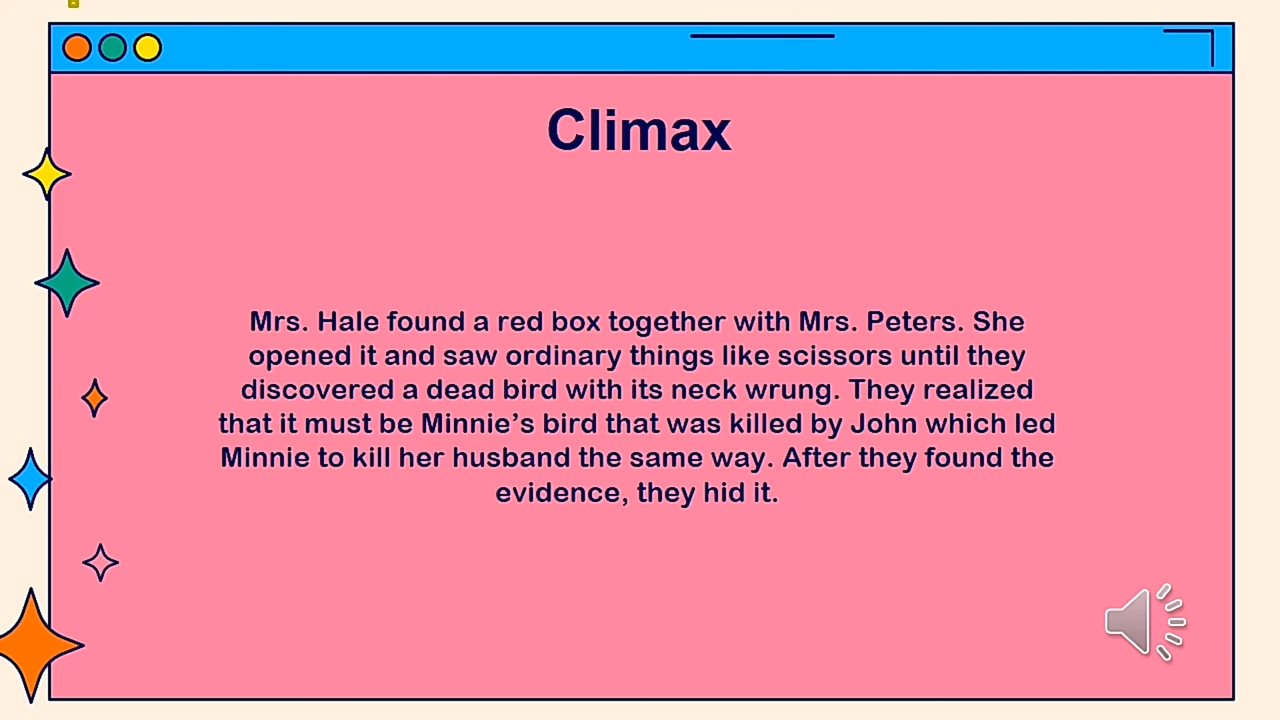 Climax
Mrs. Hale found a red box together with Mrs. Peters. She
opened it and saw ordinary things like scissors until they
discovered a dead bird with its neck wrung. They realized
that it must be Minnie’s bird that was killed by John which led
Minnie to kill her husband the same way. After they found the
evidence, they hid it.